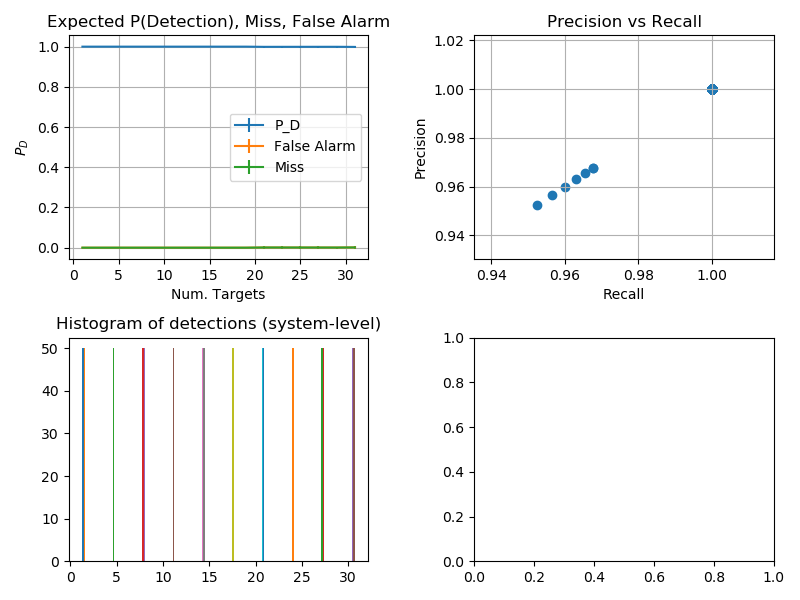 Expected P(Detection), Miss, False Alarm
1.0
0.8
0.6
0.4
0.2
0.0
P_D
P_D
False Alarm
Miss
0 5 10 15 20 25 30
Num. Targets
Precision vs Recall
1.02
1.00
0.98
0.96
0.94
Precision
0.94 0.96 0.98 1.00
Recall
Histogram of detections (system-level)
50
40
30
20
10
0
0 5 10 15 20 25 30
1.0
0.8
0.6
0.4
0.2
0.0
0.0 0.2 0.4 0.6 0.8 1.0